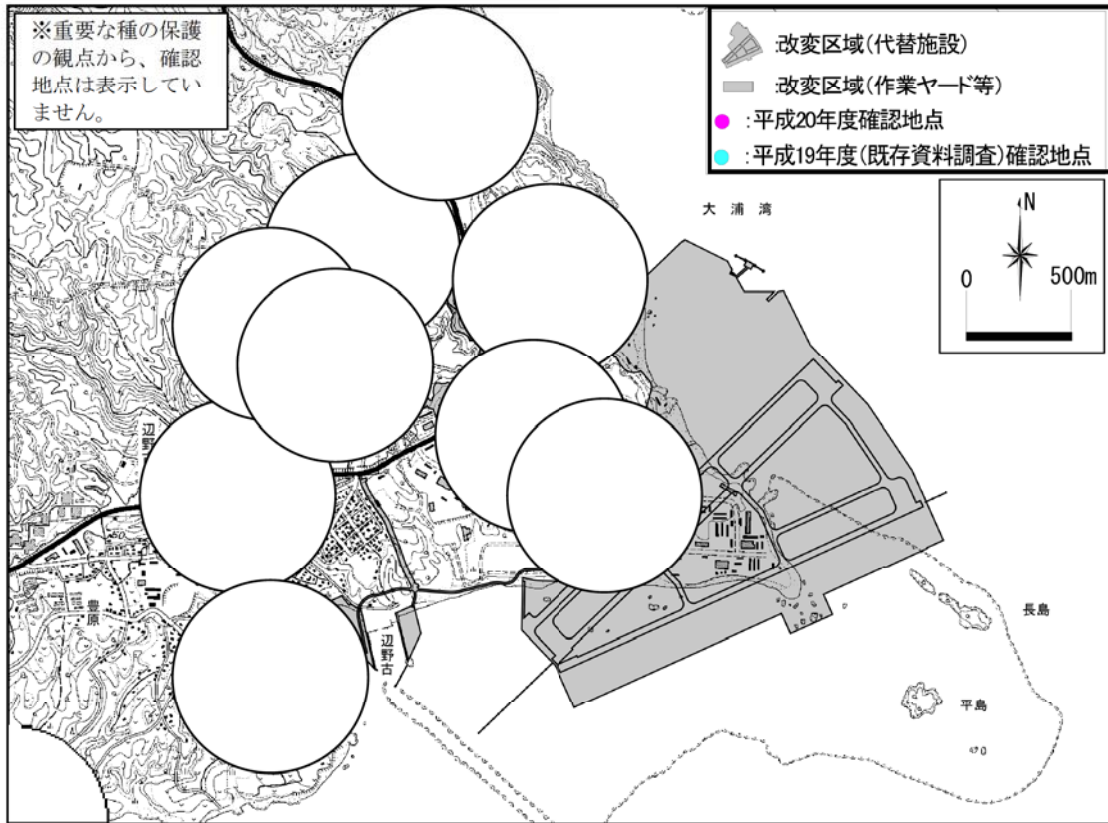 ※重要な種の保護
の観点から、確認
地点は表示してい
ません。
:改変区域(代替施設)
:改変区域(作業ヤード等)
:平成20年度確認地点
:平成19年度(既存資料調査)確認地点
大浦湾
N
0 500m
辺野
豊原
辺野古
長島
平島